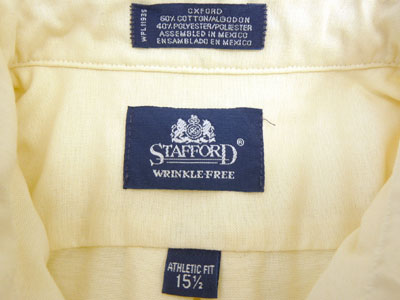 OXFORD
60% COTTON/ALGODON
40% POLYESTER/POLIESTER
ASSEMBLED IN MEXICO
ENSAMBLADO EN MEXICO
WPL11935
STAFFORD®
WRINKLE-FREE
ATHLETIC FIT
15½